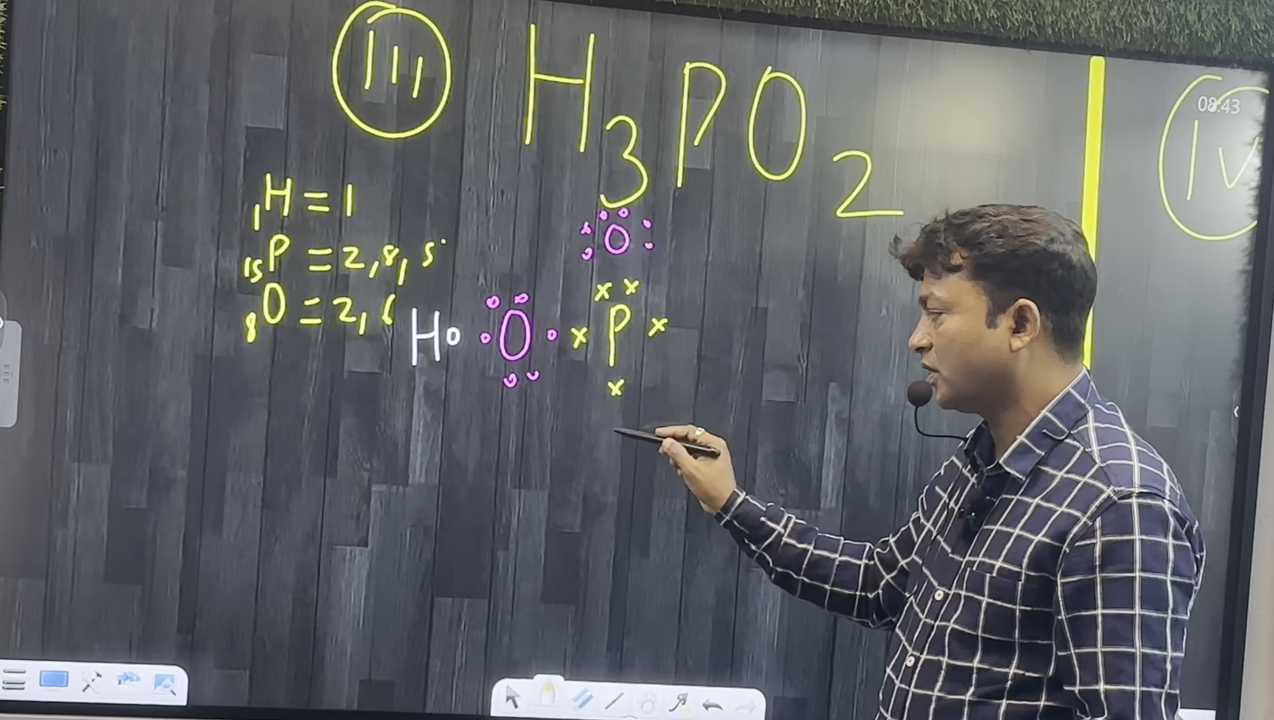 III H₃PO₂
08:43
IV
₁H = 1
₁₅P = 2, 8, 5
₈O = 2, 6
O
H O P